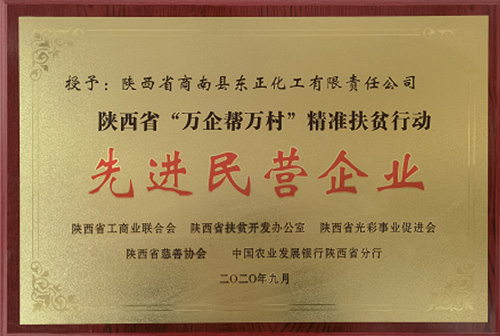 授予：陕西省商南县东正化工有限责任公司
陕西省“万企帮万村”精准扶贫行动
先进民营企业
陕西省工商业联合会 陕西省扶贫开发办公室 陕西省光彩事业促进会
陕西省慈善协会 中国农业发展银行陕西省分行
二〇二〇年九月